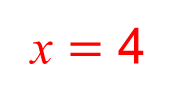 x = 4